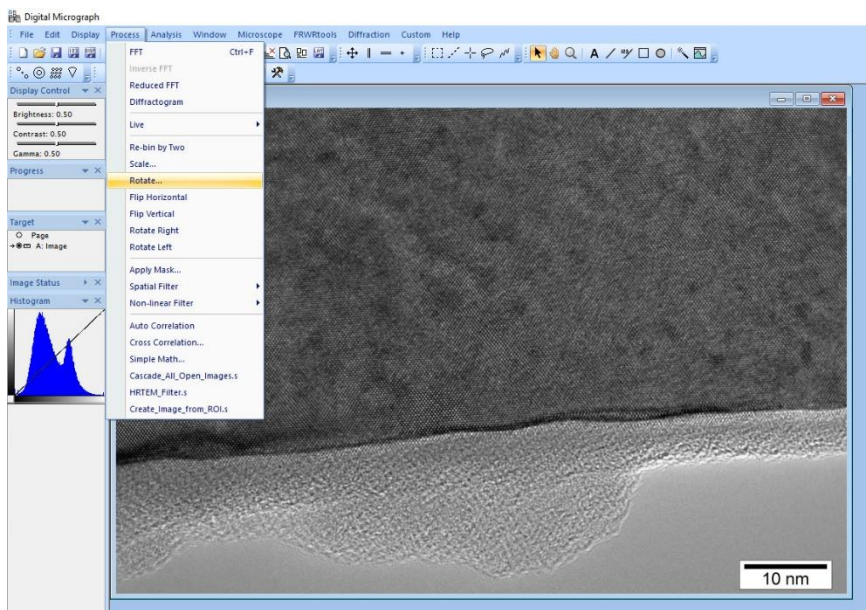 Digital Micrograph
File Edit Display Process Analysis Window Microscope FRWRtools Diffraction Custom Help
Display Control
Brightness: 0.50
Contrast: 0.50
Gamma: 0.50
Progress
Target
Page
A: Image
Image Status
Histogram
FFT Ctrl+F
Inverse FFT
Reduced FFT
Diffractogram
Live
Re-bin by Two
Scale...
Rotate...
Flip Horizontal
Flip Vertical
Rotate Right
Rotate Left
Apply Mask...
Spatial Filter
Non-linear Filter
Auto Correlation
Cross Correlation...
Simple Math...
Cascade_All_Open_Images.s
HRTEM_Filter.s
Create_Image_from_ROI.s
10 nm